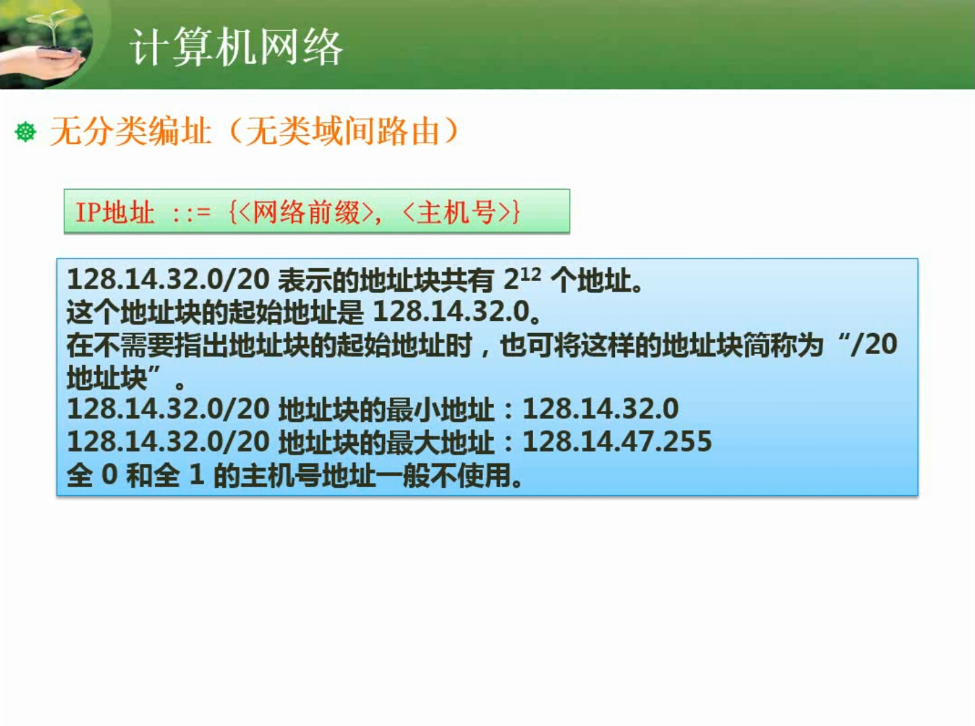 计算机网络
无分类编址（无类域间路由）
IP地址 ::= {<网络前缀>, <主机号>}
128.14.32.0/20 表示的地址块共有 2¹² 个地址。
这个地址块的起始地址是 128.14.32.0。
在不需要指出地址块的起始地址时，也可将这样的地址块简称为“/20
地址块”。
128.14.32.0/20 地址块的最小地址：128.14.32.0
128.14.32.0/20 地址块的最大地址：128.14.47.255
全 0 和全 1 的主机号地址一般不使用。